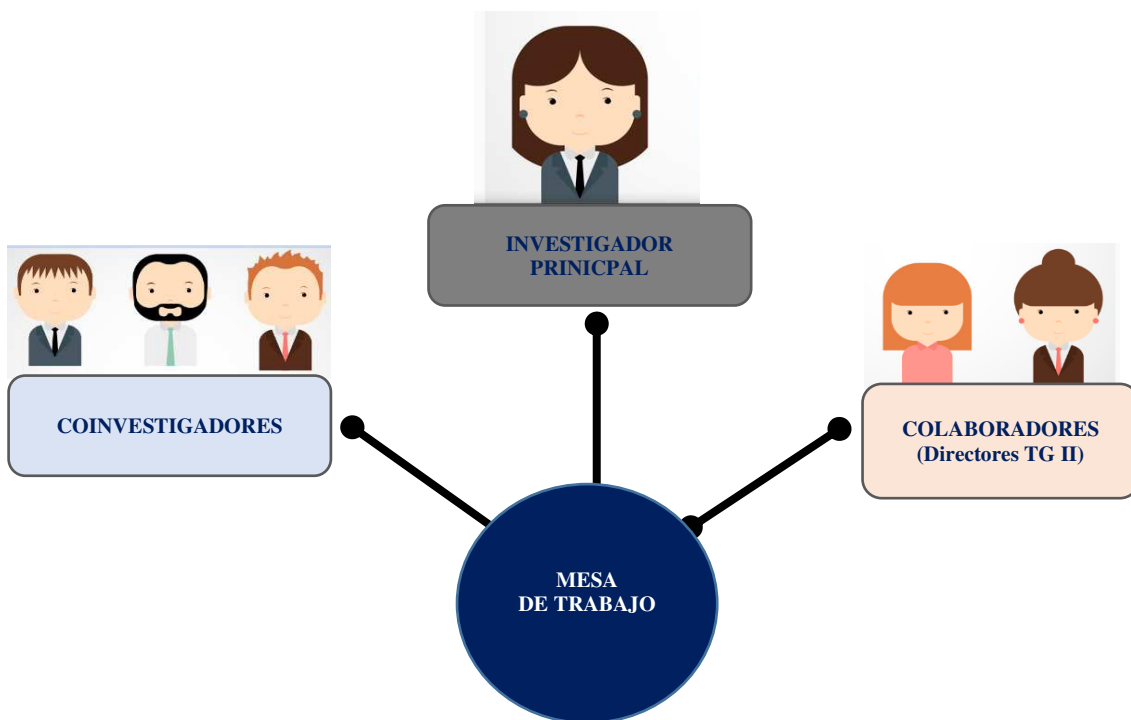 INVESTIGADOR
PRINICPAL
COINVESTIGADORES
COLABORADORES
(Directores TG II)
MESA
DE TRABAJO